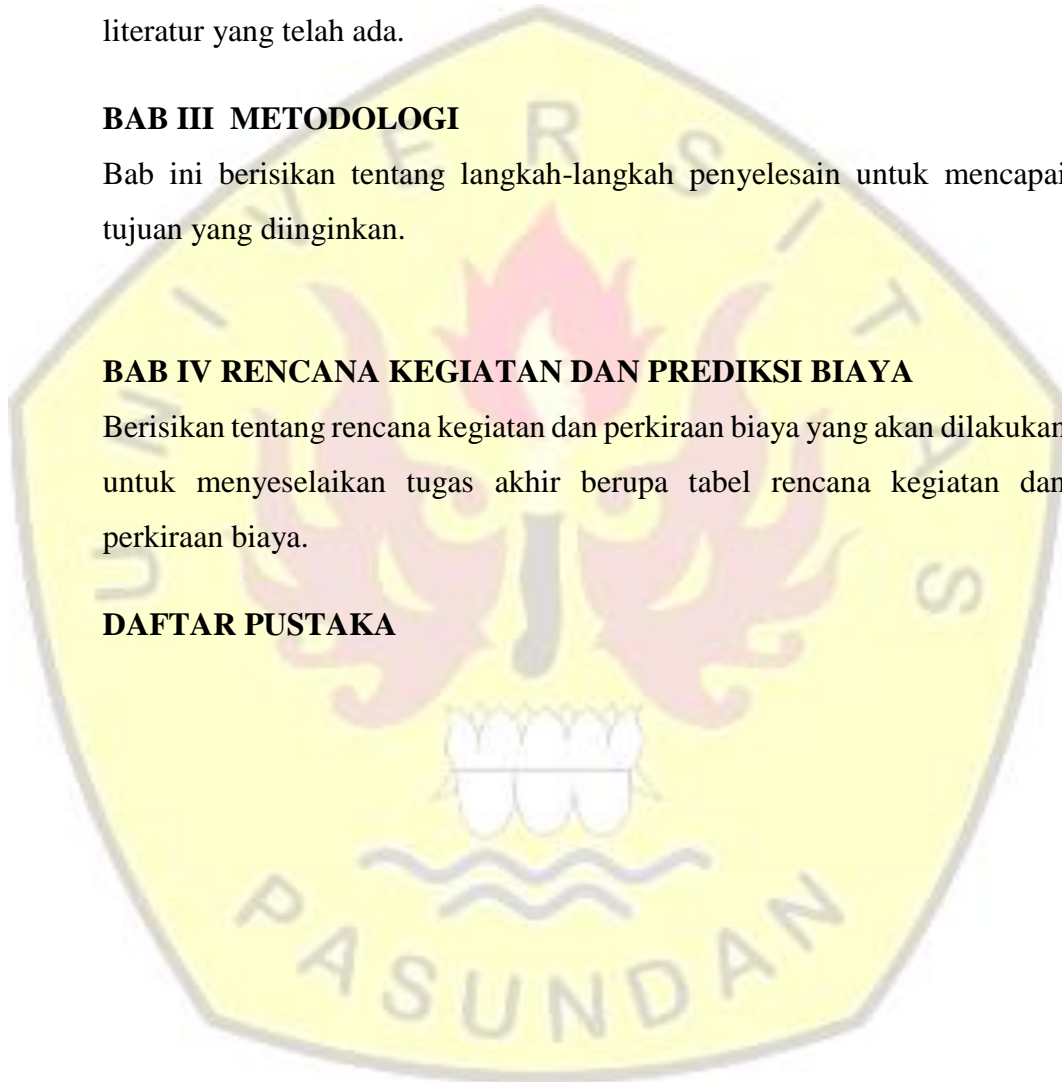 literatur yang telah ada.
BAB III METODOLOGI
Bab ini berisikan tentang langkah-langkah penyelesain untuk mencapai
tujuan yang diinginkan.
BAB IV RENCANA KEGIATAN DAN PREDIKSI BIAYA
Berisikan tentang rencana kegiatan dan perkiraan biaya yang akan dilakukan
untuk menyeselaikan tugas akhir berupa tabel rencana kegiatan dan
perkiraan biaya.
DAFTAR PUSTAKA
UNIVERSITAS
PASUNDAN